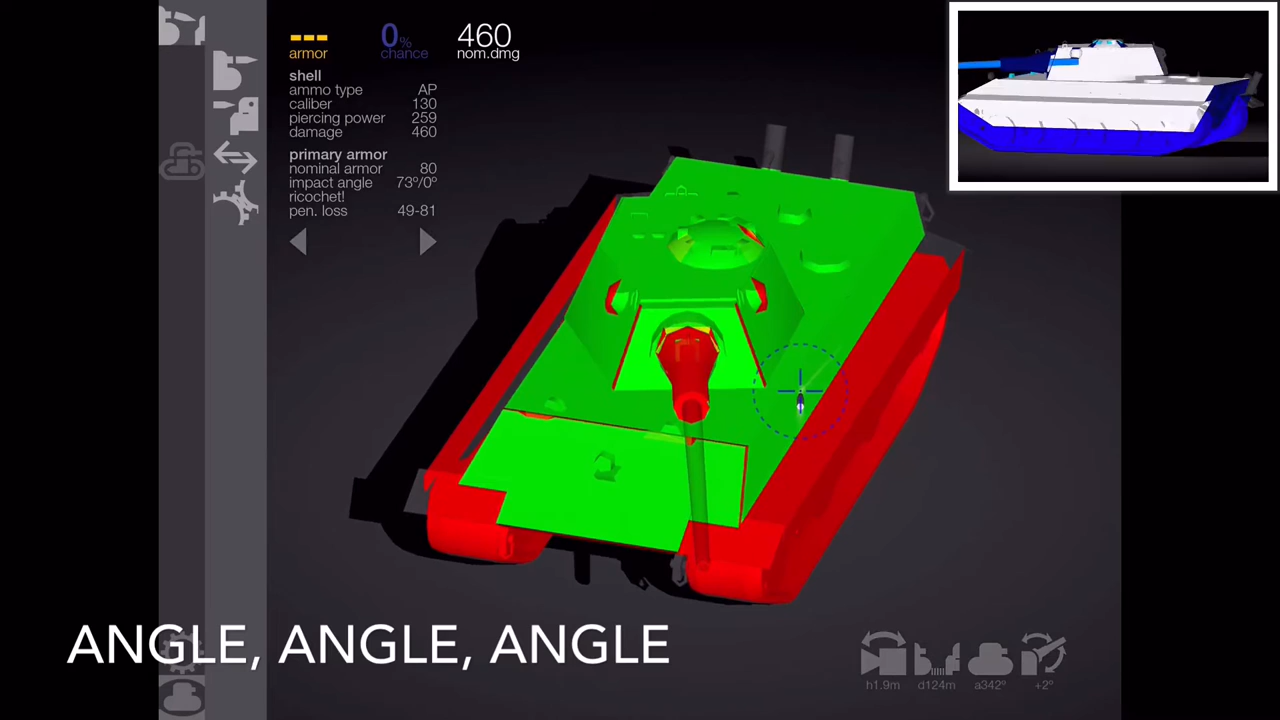 --- 0% 460
armor chance nom.dmg
shell
ammo type AP
caliber 130
piercing power 259
damage 460
primary armor
nominal armor 80
impact angle 73°/0°
ricochet!
pen. loss 49-81
ANGLE, ANGLE, ANGLE
h1.9m d124m a342° +2°